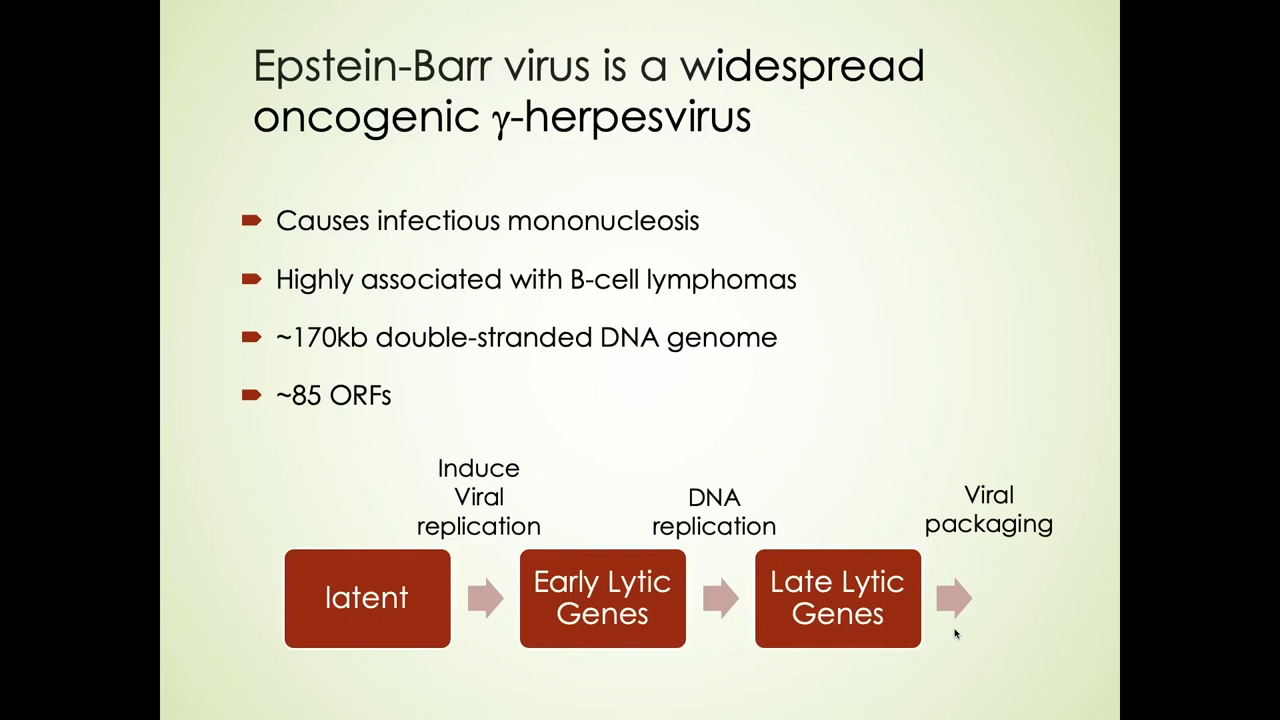 Epstein-Barr virus is a widespread
oncogenic γ-herpesvirus
Causes infectious mononucleosis
Highly associated with B-cell lymphomas
~170kb double-stranded DNA genome
~85 ORFs
Induce
Viral
replication
DNA
replication
Viral
packaging
latent
Early Lytic
Genes
Late Lytic
Genes